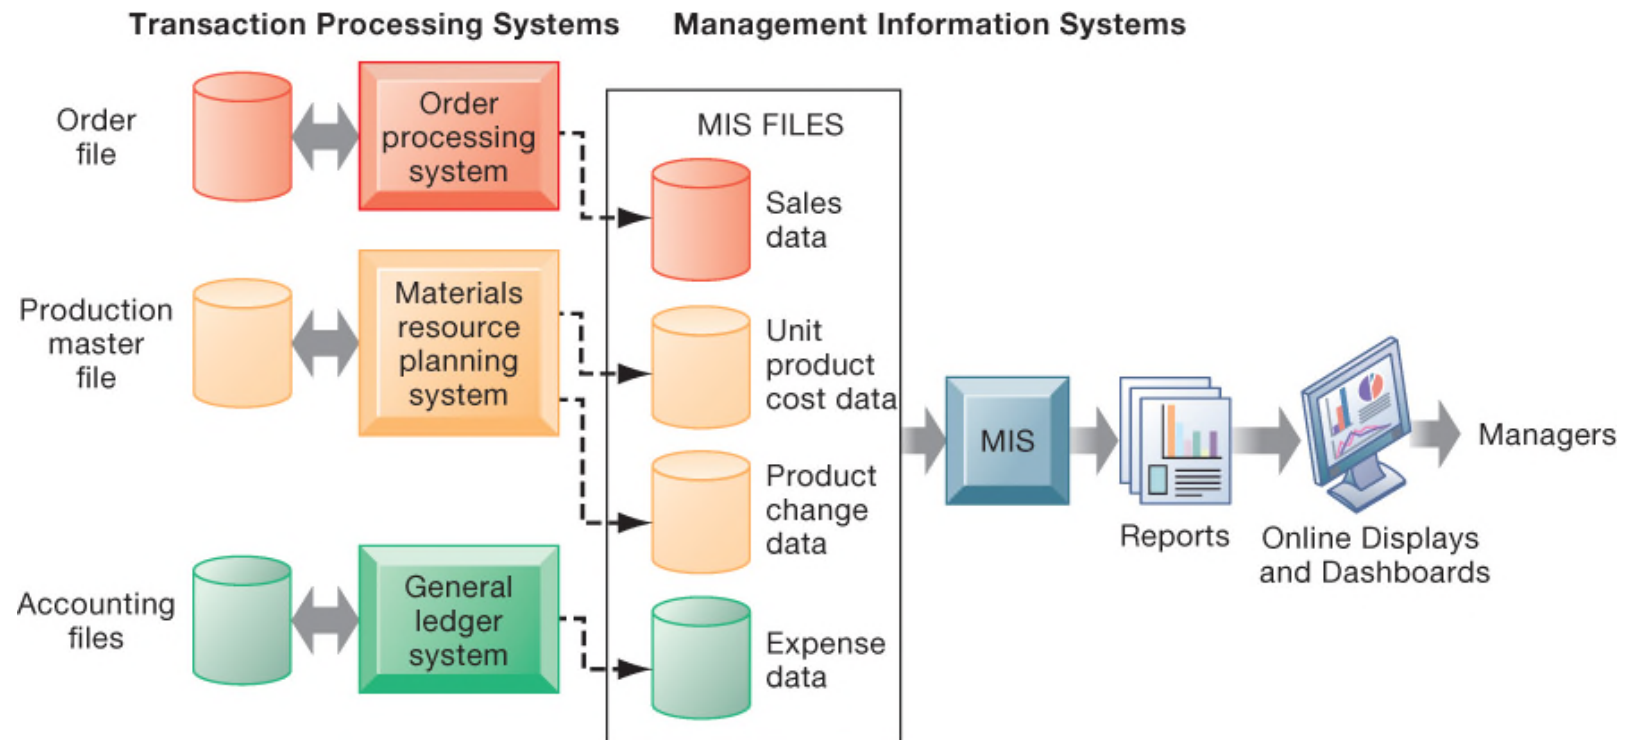 Transaction Processing Systems
Management Information Systems
Order
file
Order
processing
system
MIS FILES
Sales
data
Production
master
file
Materials
resource
planning
system
Unit
product
cost data
Product
change
data
Accounting
files
General
ledger
system
Expense
data
MIS
Reports
Online Displays
and Dashboards
Managers